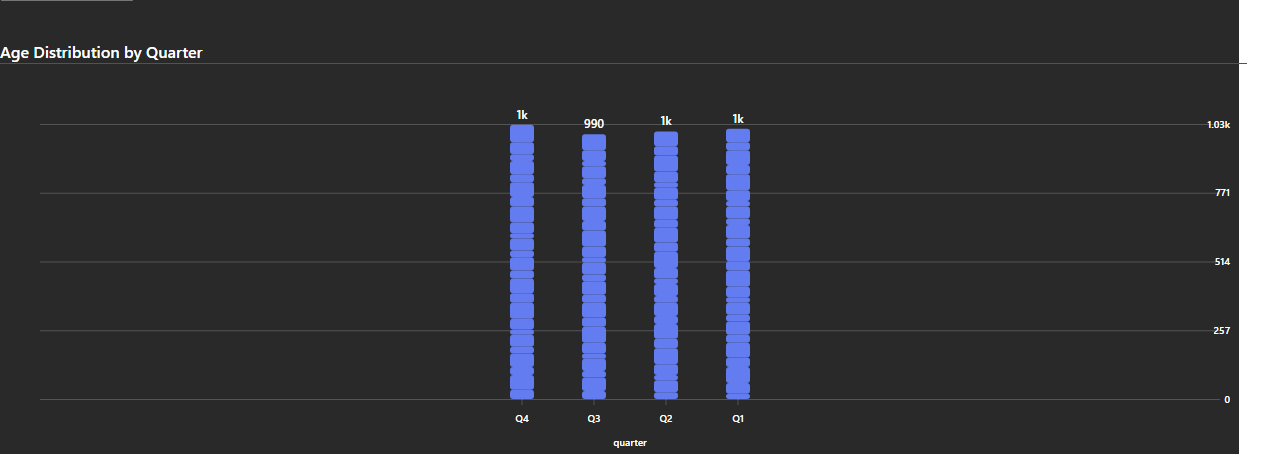 Age Distribution by Quarter
1k
990
1k
1k
1.03k
771
514
257
0
Q4
Q3
Q2
Q1
quarter